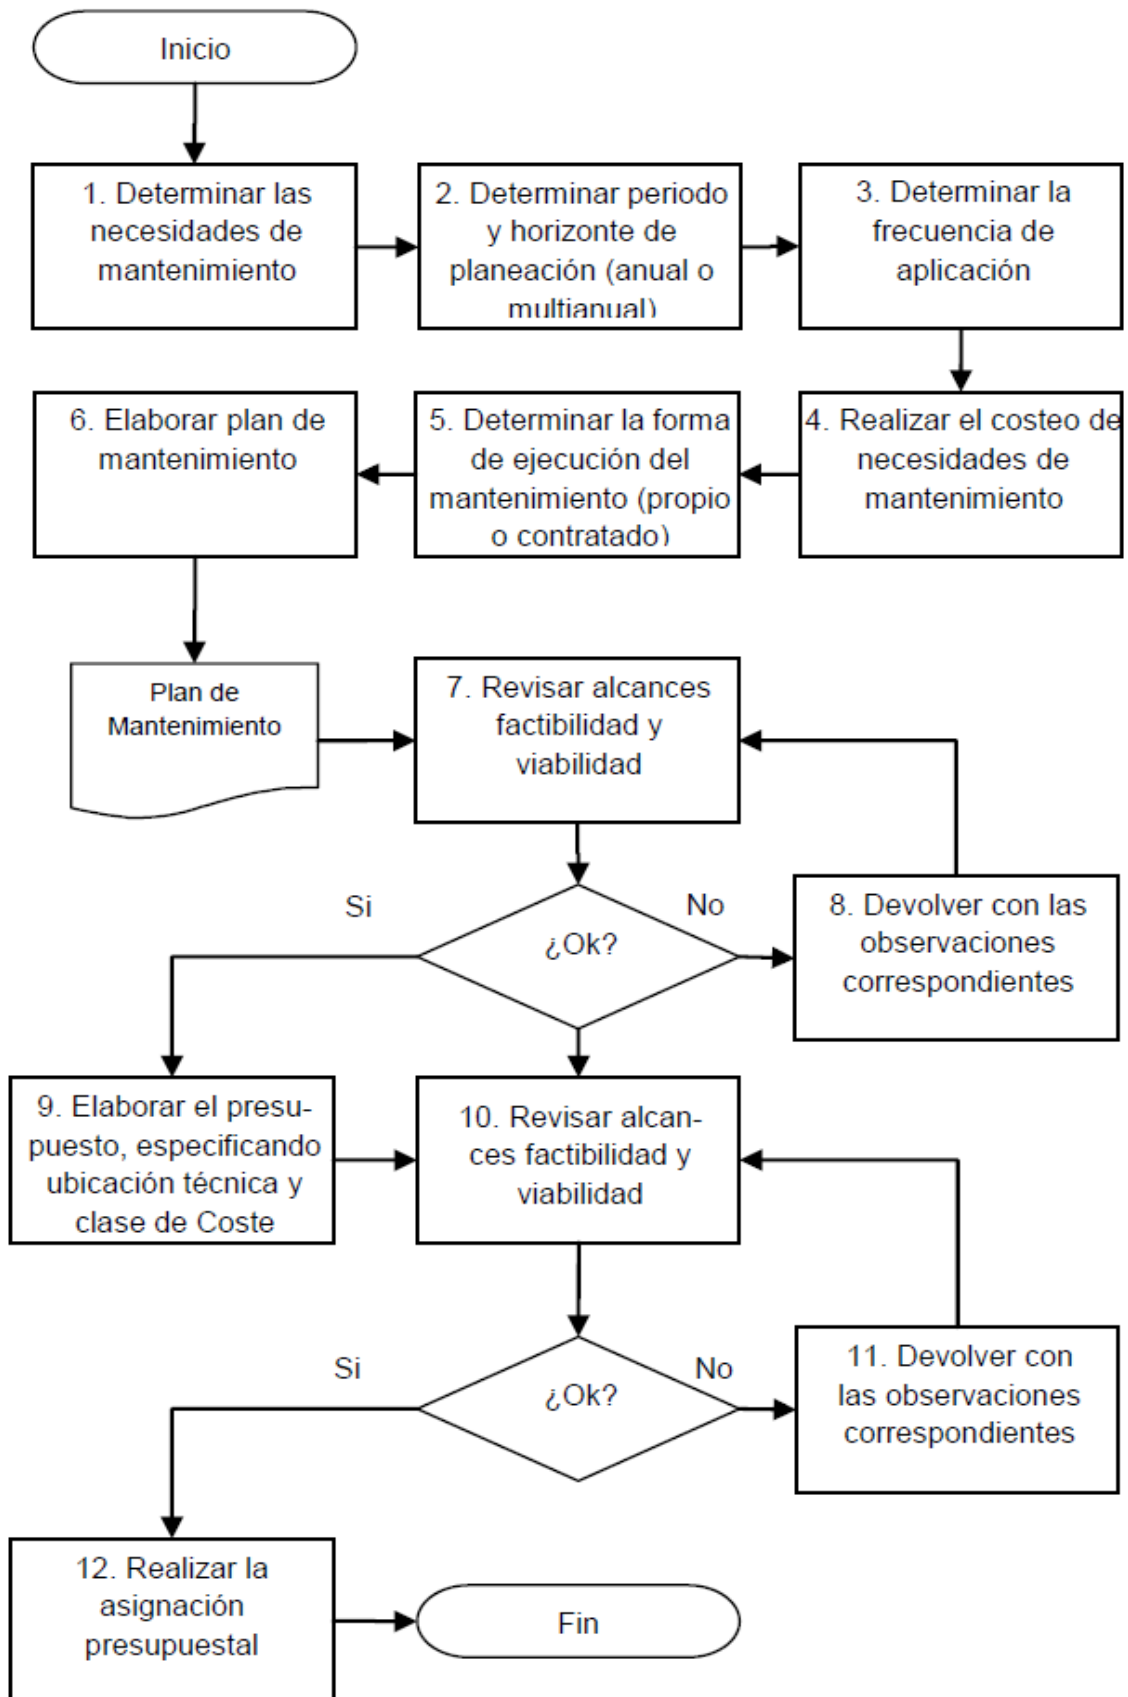 Inicio
1. Determinar las
necesidades de
mantenimiento
2. Determinar periodo
y horizonte de
planeación (anual o
multianual)
3. Determinar la
frecuencia de
aplicación
4. Realizar el costeo de
necesidades de
mantenimiento
5. Determinar la forma
de ejecución del
mantenimiento (propio
o contratado)
6. Elaborar plan de
mantenimiento
Plan de
Mantenimiento
7. Revisar alcances
factibilidad y
viabilidad
¿Ok?
Si
No
8. Devolver con las
observaciones
correspondientes
9. Elaborar el presu-
puesto, especificando
ubicación técnica y
clase de Coste
10. Revisar alcan-
ces factibilidad y
viabilidad
¿Ok?
Si
No
11. Devolver con
las observaciones
correspondientes
12. Realizar la
asignación
presupuestal
Fin